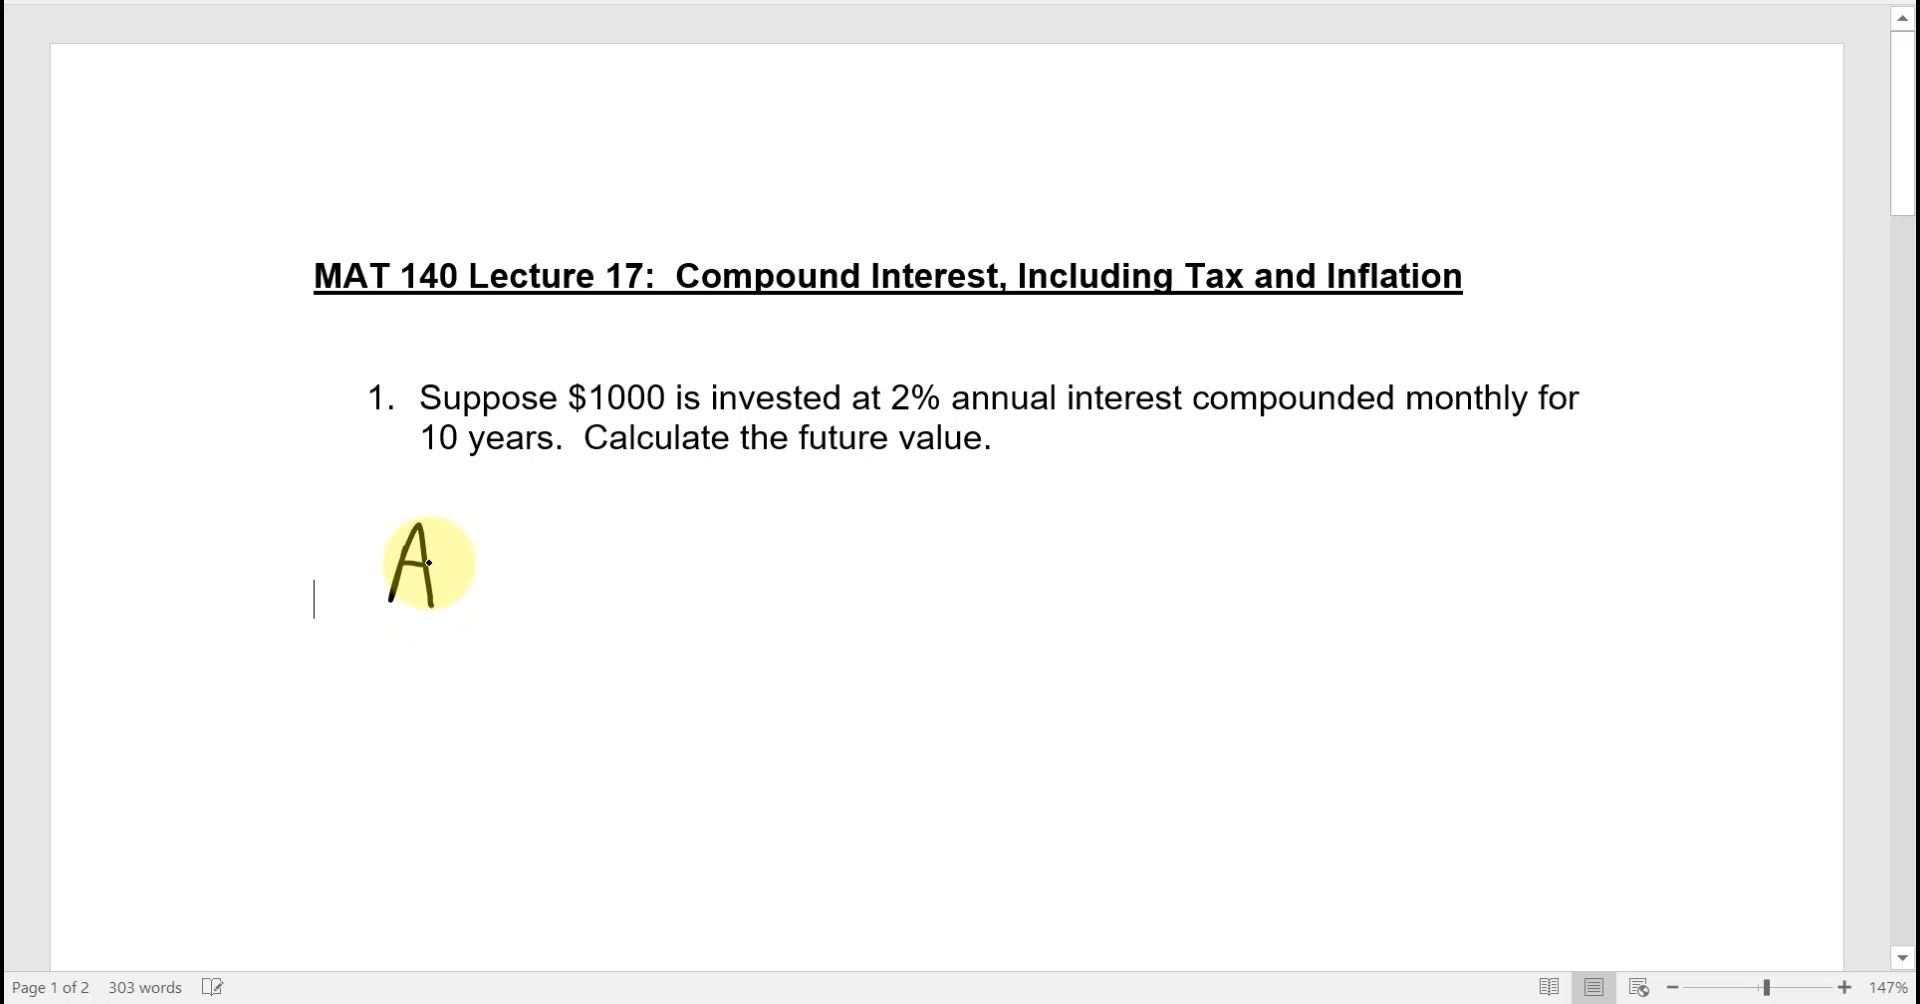 MAT 140 Lecture 17: Compound Interest, Including Tax and Inflation
1. Suppose $1000 is invested at 2% annual interest compounded monthly for
10 years. Calculate the future value.
A
Page 1 of 2 303 words 147%